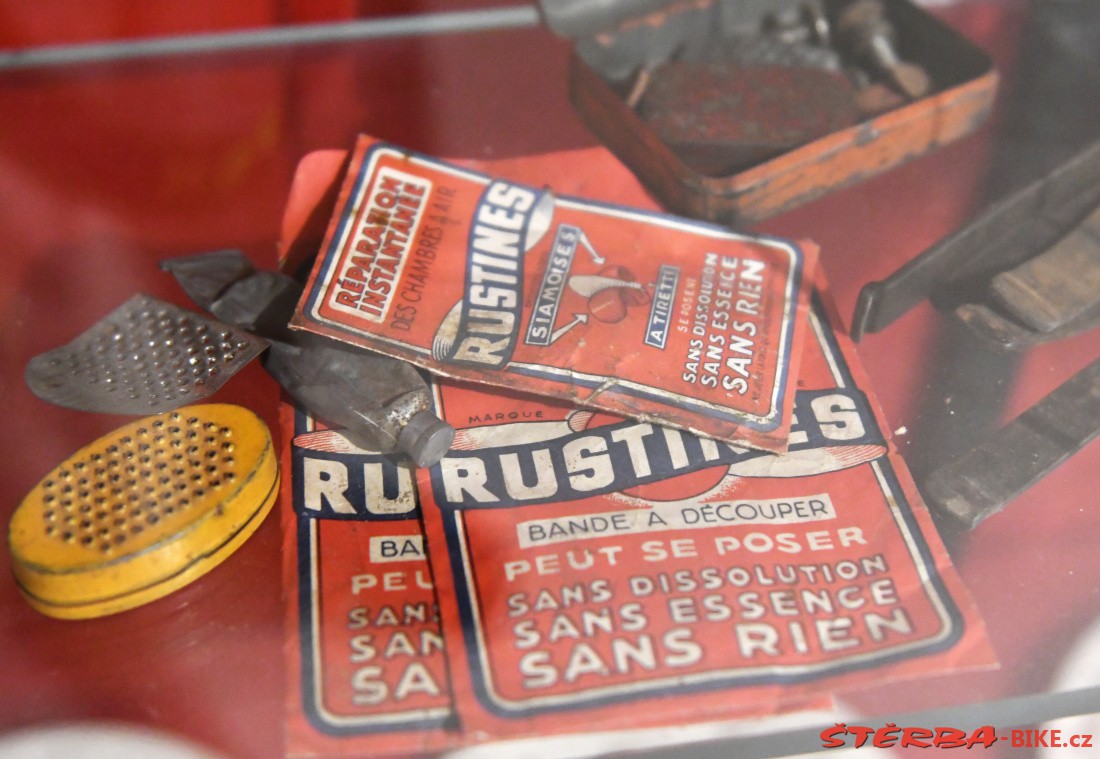 RÉPARATION
INSTANTANÉE
DES CHAMBRES À AIR
RUSTINES
SIAMOISES
A TIRETTE
SE POSENT
SANS DISSOLUTION
SANS ESSENCE
SANS RIEN
MARQUE
RUSTINES
BANDE A DÉCOUPER
PEUT SE POSER
SANS DISSOLUTION
SANS ESSENCE
SANS RIEN
RU
BA
PEU
SANS
SAN
SA
ŠTĚRBA-BIKE.cz